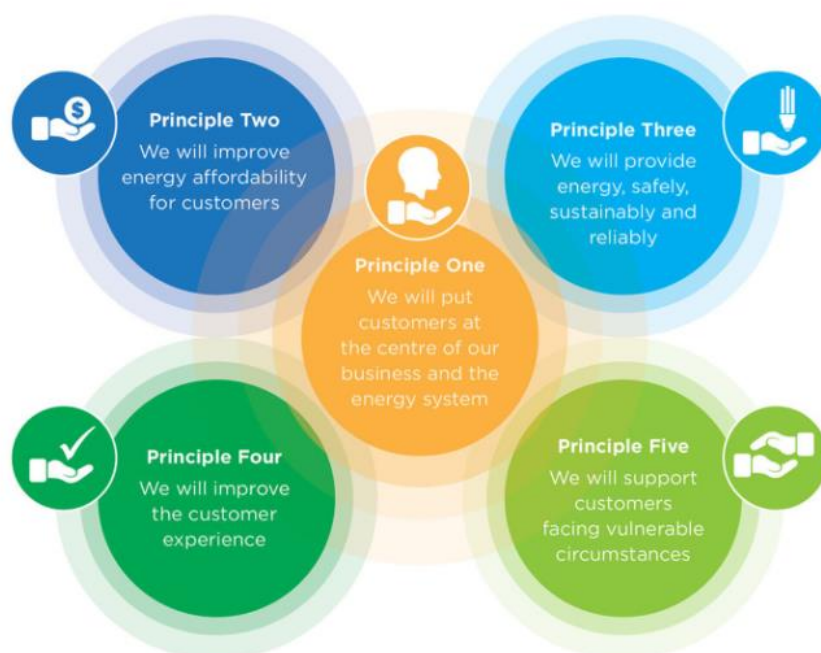 Principle Two
We will improve
energy affordability
for customers
Principle Three
We will provide
energy, safely,
sustainably and
reliably
Principle One
We will put
customers at
the centre of our
business and the
energy system
Principle Four
We will improve
the customer
experience
Principle Five
We will support
customers
facing vulnerable
circumstances